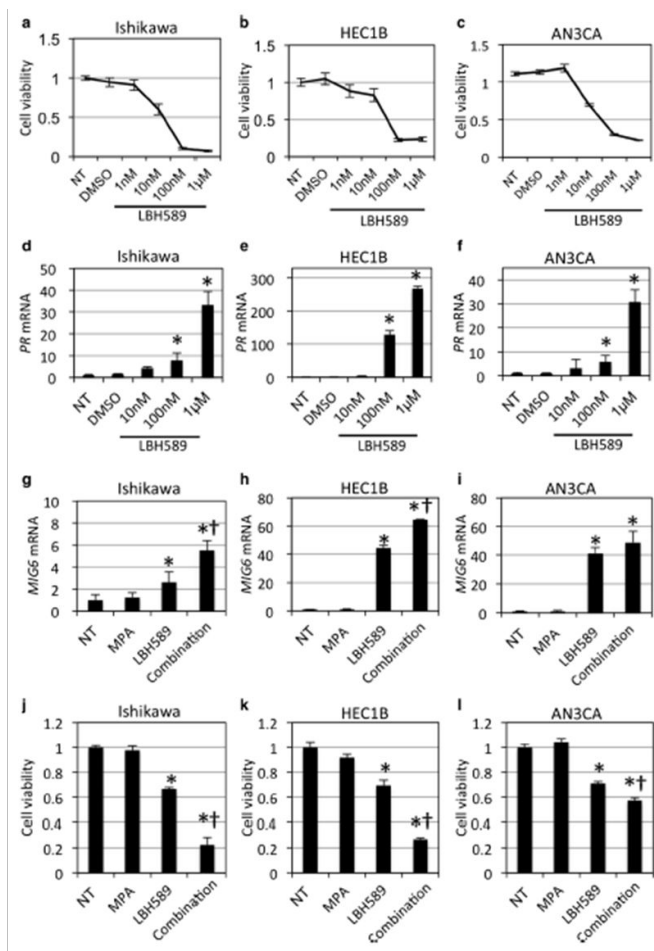 a Ishikawa b HEC1B c AN3CA
Cell viability
1.5
1
0.5
0
NT DMSO 1nM 10nM 100nM 1μM
LBH589
Cell viability
1.5
1
0.5
0
NT DMSO 1nM 10nM 100nM 1μM
LBH589
Cell viability
1.5
1
0.5
0
NT DMSO 1nM 10nM 100nM 1μM
LBH589
d Ishikawa e HEC1B f AN3CA
PR mRNA
50
40
30
20
10
0
* *
NT DMSO 10nM 100nM 1μM
LBH589
PR mRNA
300
200
100
* *
NT DMSO 10nM 100nM 1μM
LBH589
PR mRNA
40
30
20
10
0
* *
NT DMSO 10nM 100nM 1μM
LBH589
g Ishikawa h HEC1B i AN3CA
MIG6 mRNA
10
8
6
4
2
0
* *†
NT MPA LBH589 Combination
80
60
40
20
0
* *†
NT MPA LBH589 Combination
MIG6 mRNA
80
60
40
20
0
* *
NT MPA LBH589 Combination
j Ishikawa k HEC1B l AN3CA
Cell viability
1.2
1
0.8
0.6
0.4
0.2
0
* *†
NT MPA LBH589 Combination
Cell viability
1.2
1
0.8
0.6
0.4
0.2
0
* *†
NT MPA LBH589 Combination
Cell viability
1.2
1
0.8
0.6
0.4
0.2
0
* *†
NT MPA LBH589 Combination